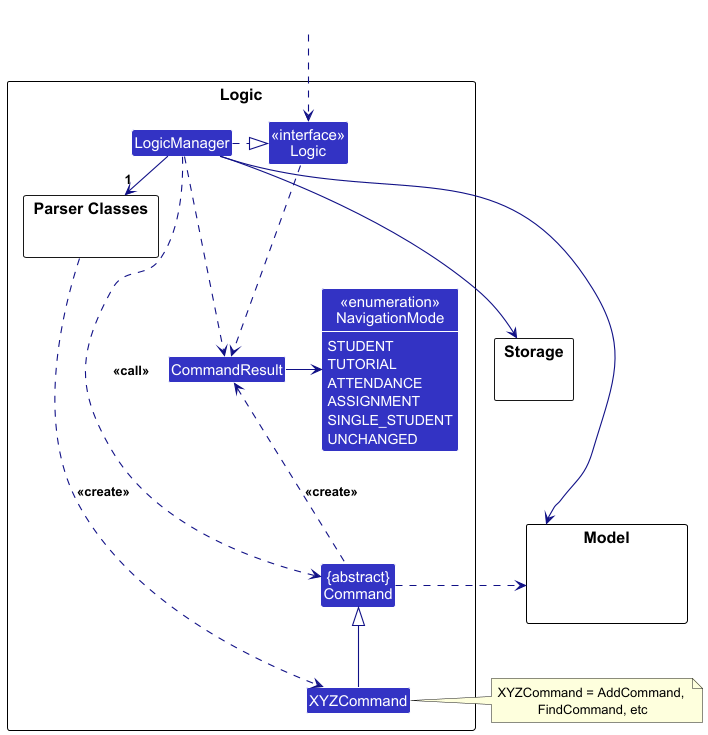 Logic
LogicManager
«interface»
Logic
1
Parser Classes
«enumeration»
NavigationMode
STUDENT
TUTORIAL
ATTENDANCE
ASSIGNMENT
SINGLE_STUDENT
UNCHANGED
Storage
CommandResult
«call»
«create»
«create»
Model
{abstract}
Command
XYZCommand
XYZCommand = AddCommand,
FindCommand, etc